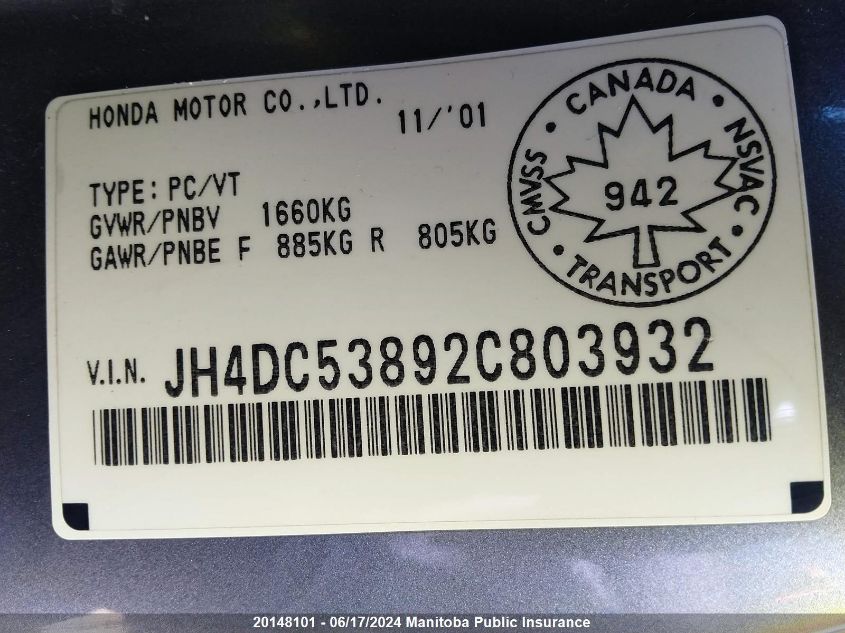 HONDA MOTOR CO.,LTD.
11/'01
TYPE: PC/VT
GVWR/PNBV 1660KG
GAWR/PNBE F 885KG R 805KG
CANADA
CMVSS
NSVAC
942
TRANSPORT
V.I.N. JH4DC53892C803932
20148101 - 06/17/2024 Manitoba Public Insurance